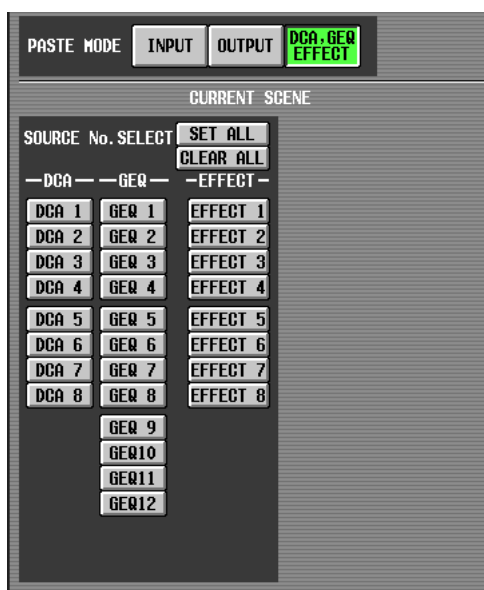 PASTE MODE INPUT OUTPUT DCA,GEQ EFFECT
CURRENT SCENE
SOURCE No.SELECT SET ALL
CLEAR ALL
DCA GEQ EFFECT
DCA 1 GEQ 1 EFFECT 1
DCA 2 GEQ 2 EFFECT 2
DCA 3 GEQ 3 EFFECT 3
DCA 4 GEQ 4 EFFECT 4
DCA 5 GEQ 5 EFFECT 5
DCA 6 GEQ 6 EFFECT 6
DCA 7 GEQ 7 EFFECT 7
DCA 8 GEQ 8 EFFECT 8
GEQ 9
GEQ10
GEQ11
GEQ12